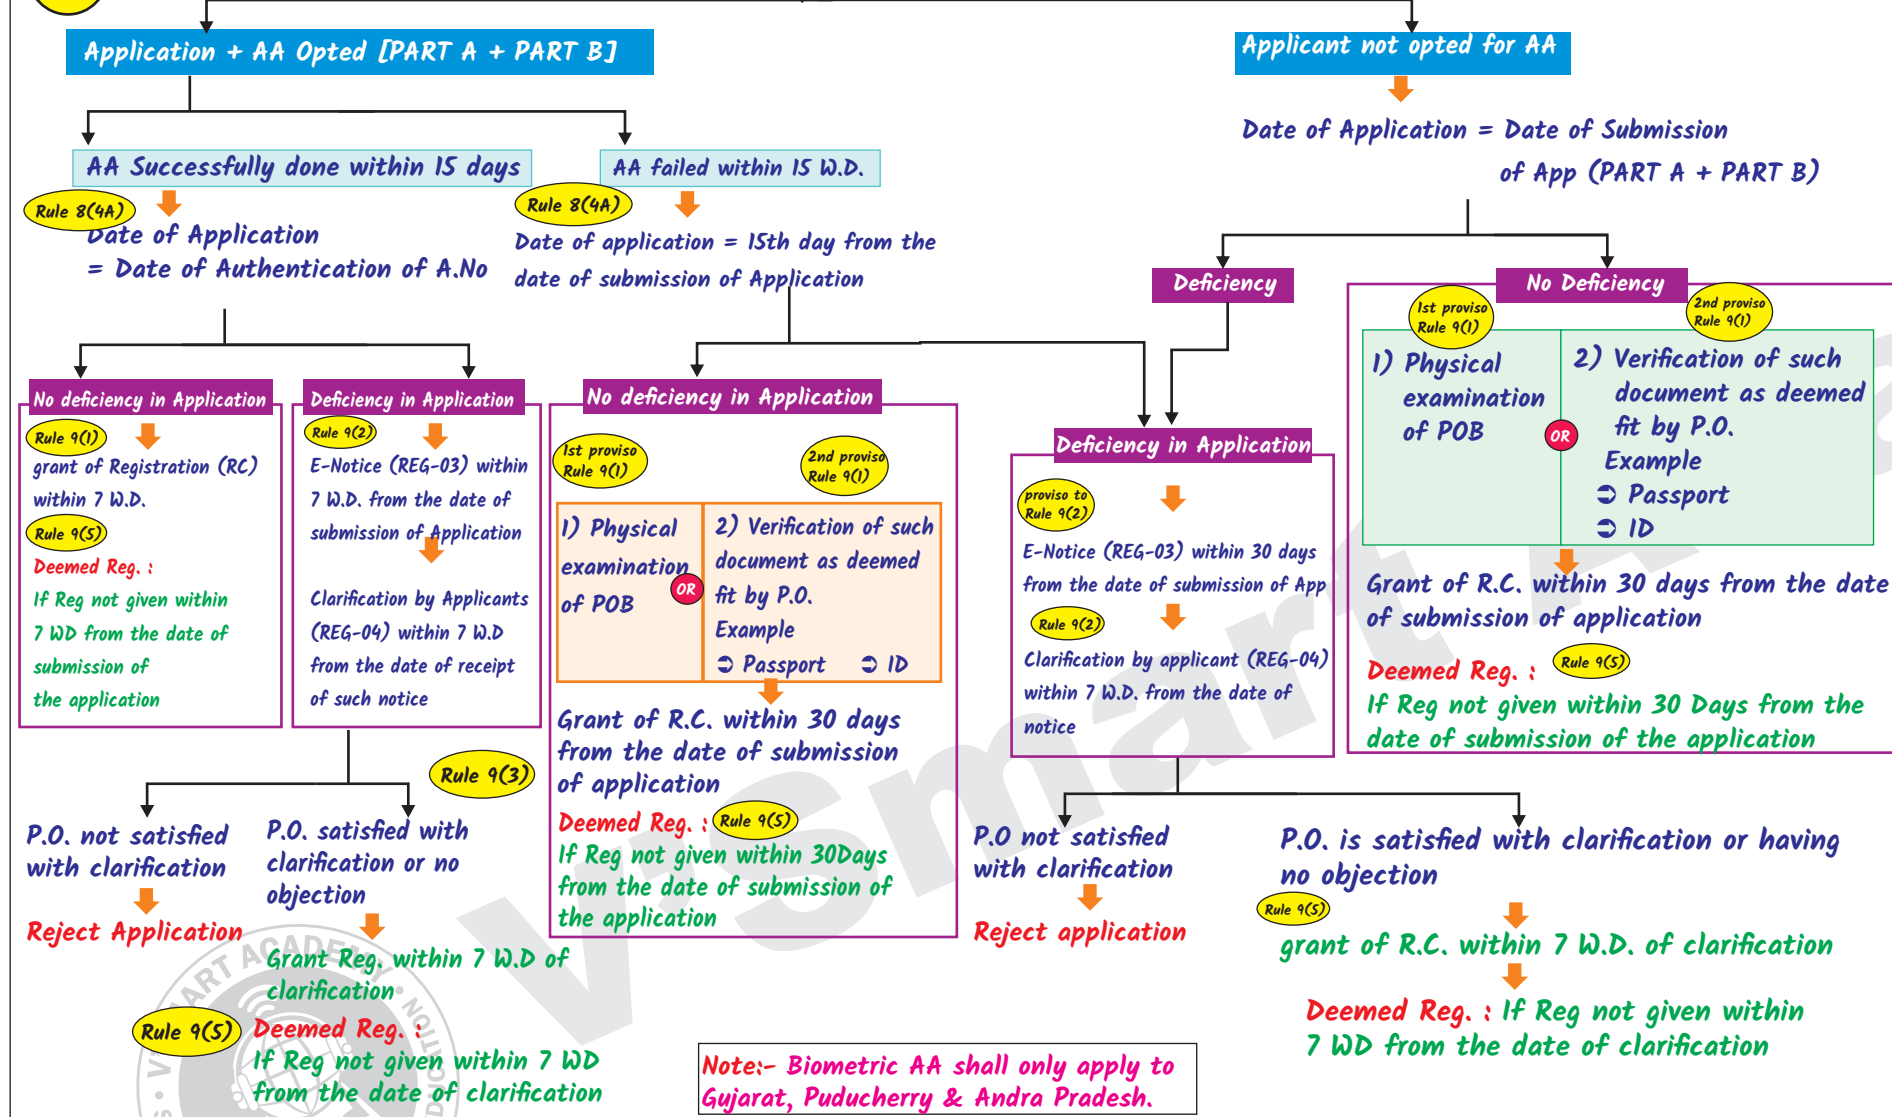 Application + AA Opted [PART A + PART B]
AA Successfully done within 15 days
Rule 8(4A)
Date of Application
= Date of Authentication of A.No
AA failed within 15 W.D.
Rule 8(4A)
Date of application = 15th day from the
date of submission of Application
No deficiency in Application
Rule 9(1)
grant of Registration (RC)
within 7 W.D.
Rule 9(5)
Deemed Reg. :
If Reg not given within
7 WD from the date of
submission of
the application
Deficiency in Application
Rule 9(2)
E-Notice (REG-03) within
7 W.D. from the date of
submission of Application
Clarification by Applicants
(REG-04) within 7 W.D
from the date of receipt
of such notice
Rule 9(3)
P.O. not satisfied
with clarification
Reject Application
P.O. satisfied with
clarification or no
objection
Grant Reg. within 7 W.D of
clarification
Rule 9(5)
Deemed Reg. :
If Reg not given within 7 WD
from the date of clarification
No deficiency in Application
1st proviso
Rule 9(1)
2nd proviso
Rule 9(1)
1) Physical
examination
of POB
OR
2) Verification of such
document as deemed
fit by P.O.
Example
➲ Passport ➲ ID
Grant of R.C. within 30 days
from the date of submission
of application
Deemed Reg. :
Rule 9(5)
If Reg not given within 30Days
from the date of submission of
the application
Applicant not opted for AA
Date of Application = Date of Submission
of App (PART A + PART B)
Deficiency
Deficiency in Application
proviso to
Rule 9(2)
E-Notice (REG-03) within 30 days
from the date of submission of App
Rule 9(2)
Clarification by applicant (REG-04)
within 7 W.D. from the date of
notice
P.O not satisfied
with clarification
Reject application
P.O. is satisfied with clarification or having
no objection
Rule 9(5)
grant of R.C. within 7 W.D. of clarification
Deemed Reg. : If Reg not given within
7 WD from the date of clarification
No Deficiency
1st proviso
Rule 9(1)
2nd proviso
Rule 9(1)
1) Physical
examination
of POB
OR
2) Verification of such
document as deemed
fit by P.O.
Example
➲ Passport
➲ ID
Grant of R.C. within 30 days from the date
of submission of application
Deemed Reg. :
Rule 9(5)
If Reg not given within 30 Days from the
date of submission of the application
Note:- Biometric AA shall only apply to
Gujarat, Puducherry & Andra Pradesh.
V'Smart A
ART ACADEMY